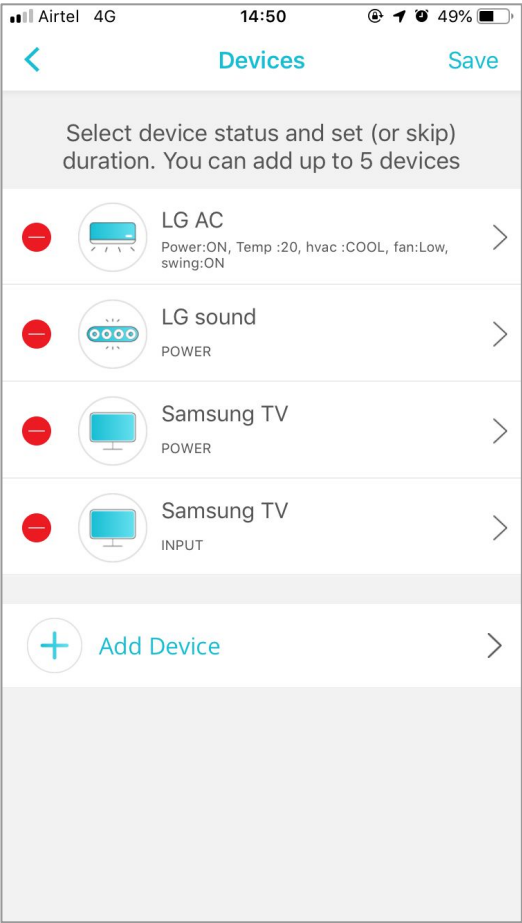 Airtel 4G 14:50 49%
Devices Save
Select device status and set (or skip)
duration. You can add up to 5 devices
LG AC
Power:ON, Temp :20, hvac :COOL, fan:Low,
swing:ON
LG sound
POWER
Samsung TV
POWER
Samsung TV
INPUT
Add Device